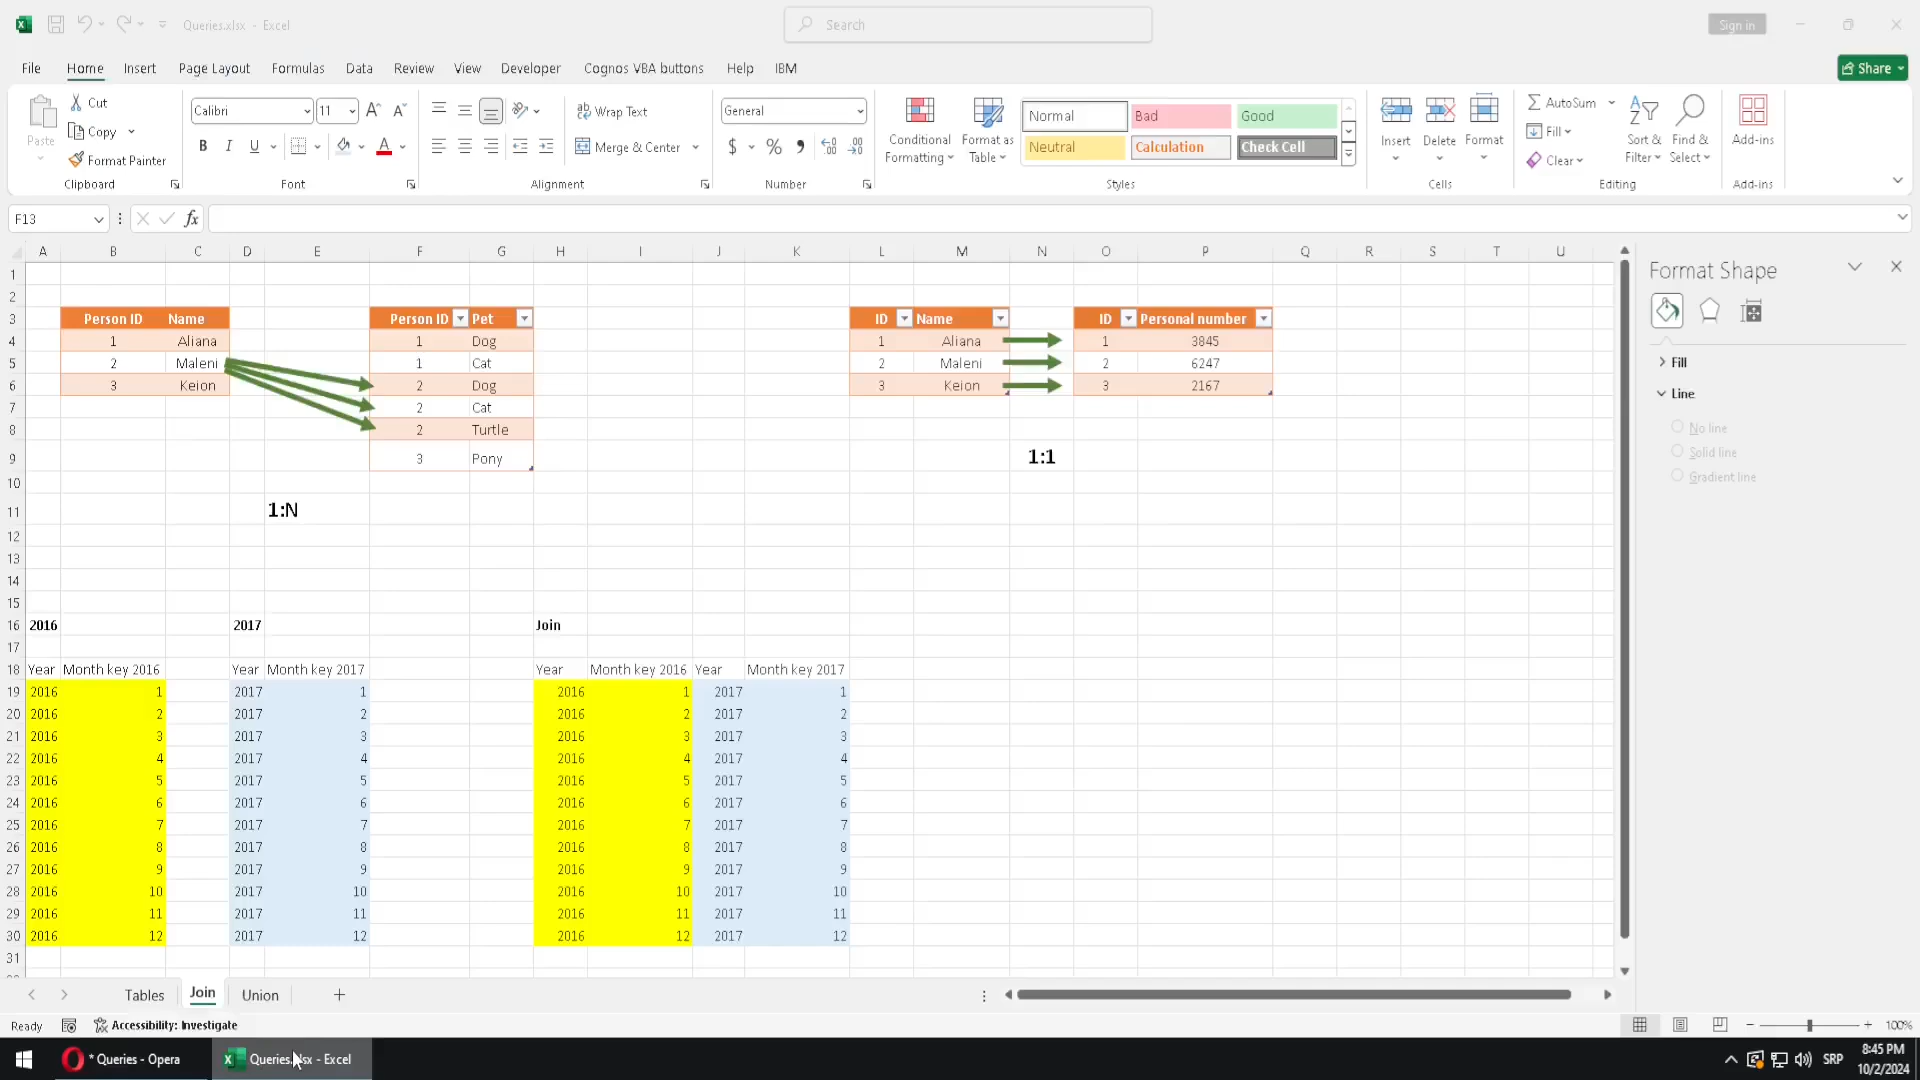 Queries.xlsx - Excel
Search
Sign in
File Home Insert Page Layout Formulas Data Review View Developer Cognos VBA buttons Help IBM
Share
Paste
Cut
Copy
Format Painter
Clipboard
Calibri 11
B I U
Font
Wrap Text
Merge & Center
Alignment
General
$ % ,
Number
Conditional Formatting
Format as Table
Normal Bad Good
Neutral Calculation Check Cell
Styles
Insert Delete Format
Cells
AutoSum
Fill
Clear
Sort & Filter
Find & Select
Editing
Add-ins
Add-ins
F13 fx
A B C D E F G H I J K L M N O P Q R S T U
1
2
3 Person ID Name Person ID Pet ID Name ID Personal number
4 1 Aliana 1 Dog 1 Aliana 1 3845
5 2 Maleni 1 Cat 2 Maleni 2 6247
6 3 Keion 2 Dog 3 Keion 3 2167
7 2 Cat
8 2 Turtle
9 3 Pony 1:1
10
11 1:N
12
13
14
15
16 2016 2017 Join
17
18 Year Month key 2016 Year Month key 2017 Year Month key 2016 Year Month key 2017
19 2016 1 2017 1 2016 1 2017 1
20 2016 2 2017 2 2016 2 2017 2
21 2016 3 2017 3 2016 3 2017 3
22 2016 4 2017 4 2016 4 2017 4
23 2016 5 2017 5 2016 5 2017 5
24 2016 6 2017 6 2016 6 2017 6
25 2016 7 2017 7 2016 7 2017 7
26 2016 8 2017 8 2016 8 2017 8
27 2016 9 2017 9 2016 9 2017 9
28 2016 10 2017 10 2016 10 2017 10
29 2016 11 2017 11 2016 11 2017 11
30 2016 12 2017 12 2016 12 2017 12
31
Format Shape
Fill
Line
No line
Solid line
Gradient line
Tables Join Union
Ready Accessibility: Investigate
100%
* Queries - Opera
Queries.xlsx - Excel
SRP
8:45 PM
10/2/2024